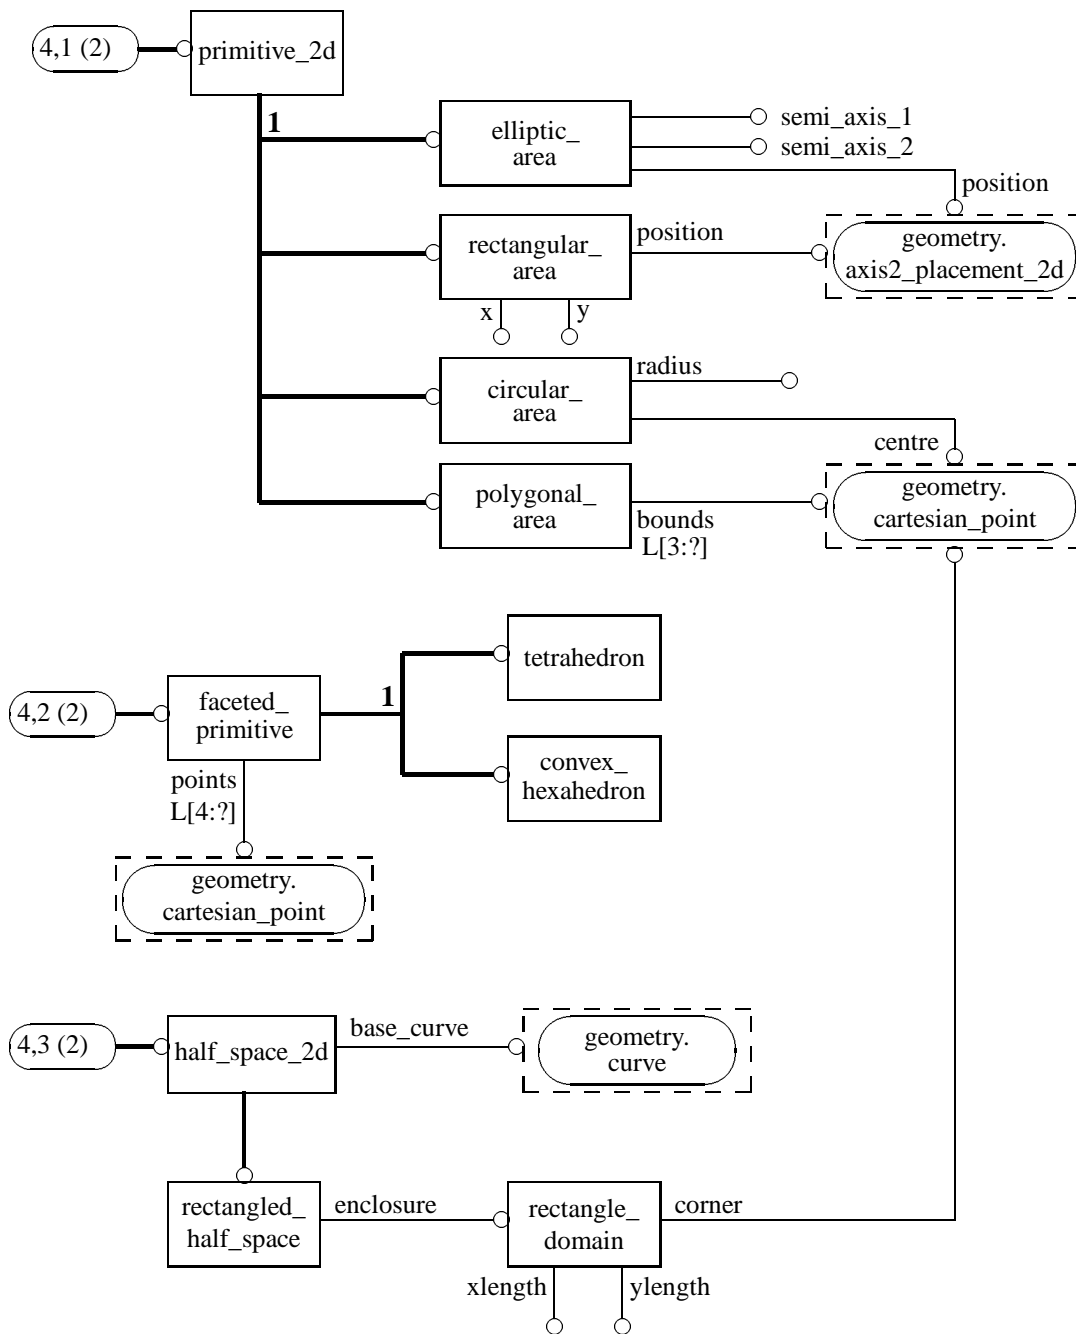 4,1 (2)
primitive_2d
1
elliptic_
area
semi_axis_1
semi_axis_2
position
rectangular_
area
position
geometry.
axis2_placement_2d
x
y
circular_
area
radius
centre
polygonal_
area
bounds
L[3:?]
geometry.
cartesian_point
tetrahedron
4,2 (2)
faceted_
primitive
1
convex_
hexahedron
points
L[4:?]
geometry.
cartesian_point
4,3 (2)
half_space_2d
base_curve
geometry.
curve
rectangled_
half_space
enclosure
rectangle_
domain
corner
xlength
ylength